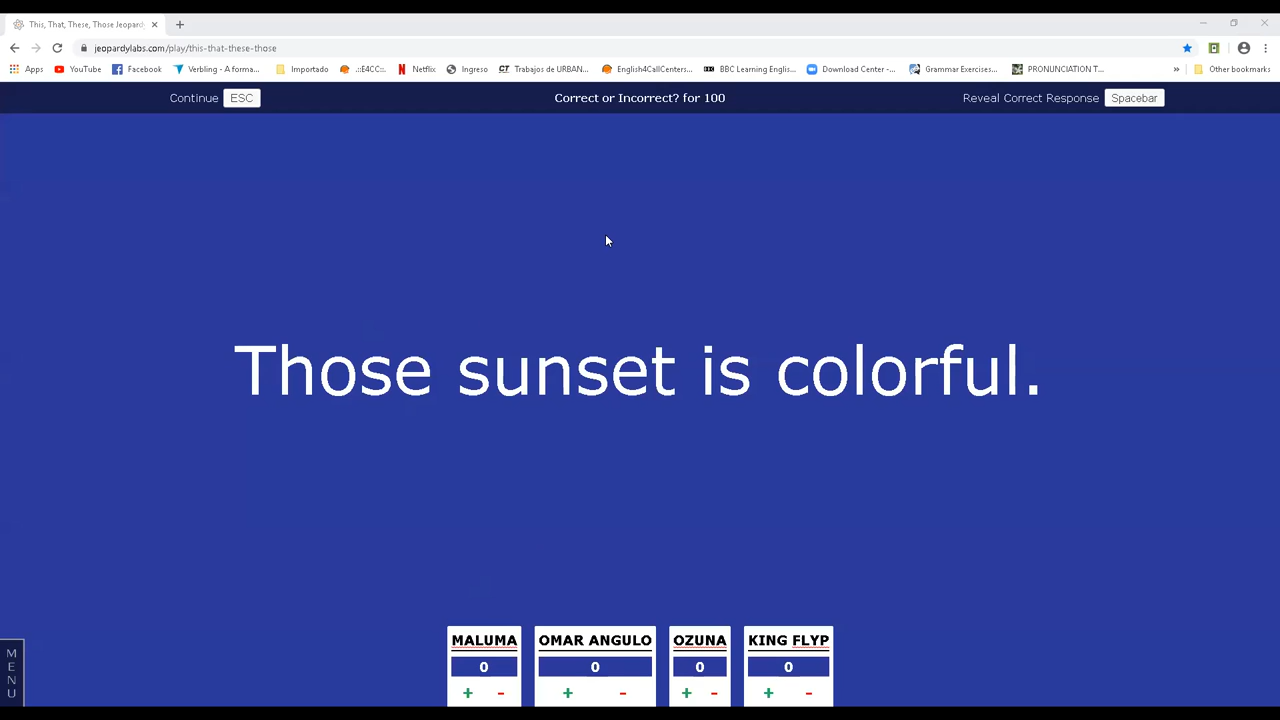 This, That, These, Those Jeopardy
jeopardylabs.com/play/this-that-these-those
Apps YouTube Facebook Verbling - A forma... Importado .::E4CC::. Netflix Ingreso Trabajos de URBAN... English4CallCenters... BBC Learning Englis... Download Center -... Grammar Exercises... PRONUNCIATION T... » Other bookmarks
Continue ESC Correct or Incorrect? for 100 Reveal Correct Response Spacebar
Those sunset is colorful.
MENU
MALUMA OMAR ANGULO OZUNA KING FLYP
0 0 0 0
+ - + - + - + -